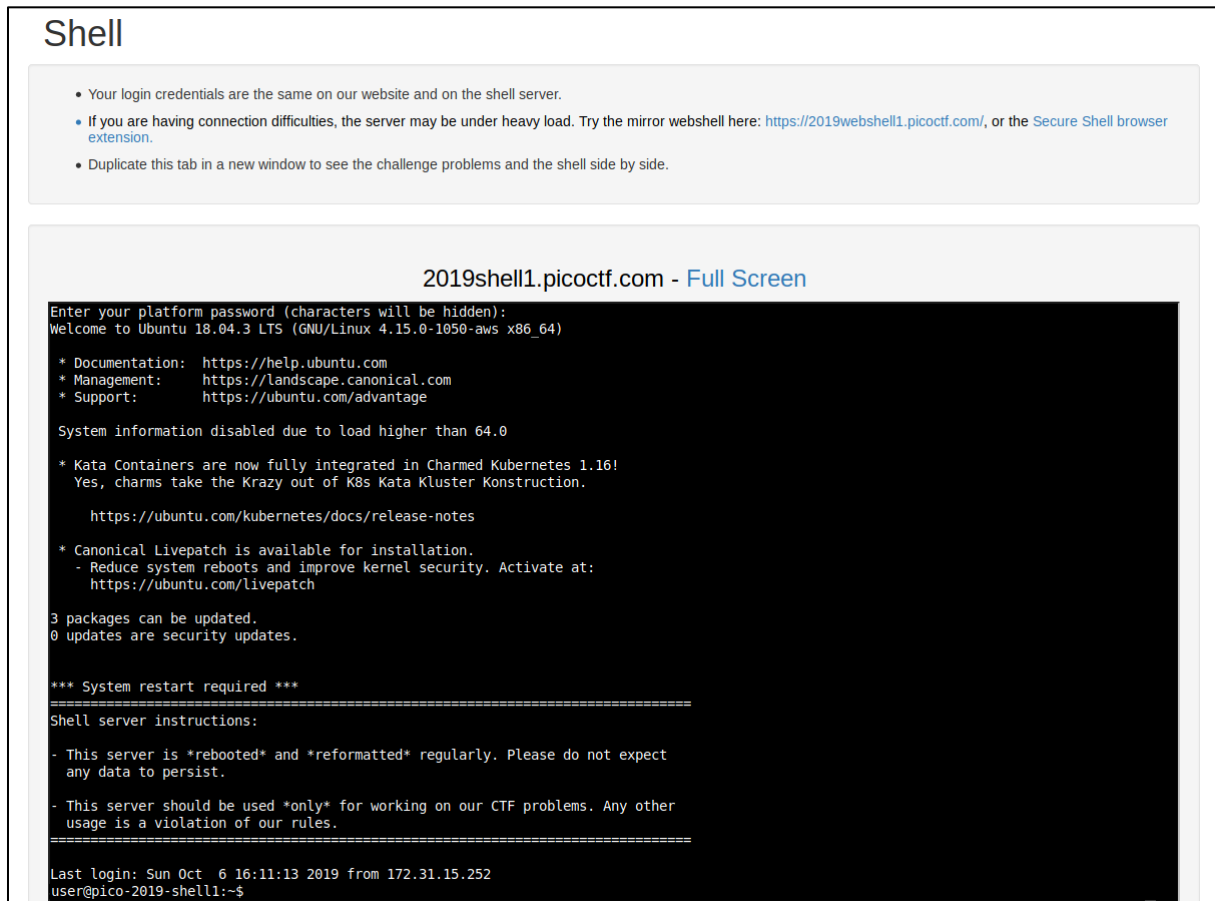 Shell
• Your login credentials are the same on our website and on the shell server.
• If you are having connection difficulties, the server may be under heavy load. Try the mirror webshell here: https://2019webshell1.picoctf.com/, or the Secure Shell browser
extension.
• Duplicate this tab in a new window to see the challenge problems and the shell side by side.
2019shell1.picoctf.com - Full Screen
Enter your platform password (characters will be hidden):
Welcome to Ubuntu 18.04.3 LTS (GNU/Linux 4.15.0-1050-aws x86_64)
* Documentation:  https://help.ubuntu.com
* Management:     https://landscape.canonical.com
* Support:        https://ubuntu.com/advantage
System information disabled due to load higher than 64.0
* Kata Containers are now fully integrated in Charmed Kubernetes 1.16!
Yes, charms take the Krazy out of K8s Kata Kluster Konstruction.
https://ubuntu.com/kubernetes/docs/release-notes
* Canonical Livepatch is available for installation.
- Reduce system reboots and improve kernel security. Activate at:
https://ubuntu.com/livepatch
3 packages can be updated.
0 updates are security updates.
*** System restart required ***
================================================================================
Shell server instructions:
- This server is *rebooted* and *reformatted* regularly. Please do not expect
any data to persist.
- This server should be used *only* for working on our CTF problems. Any other
usage is a violation of our rules.
================================================================================
Last login: Sun Oct  6 16:11:13 2019 from 172.31.15.252
user@pico-2019-shell1:~$